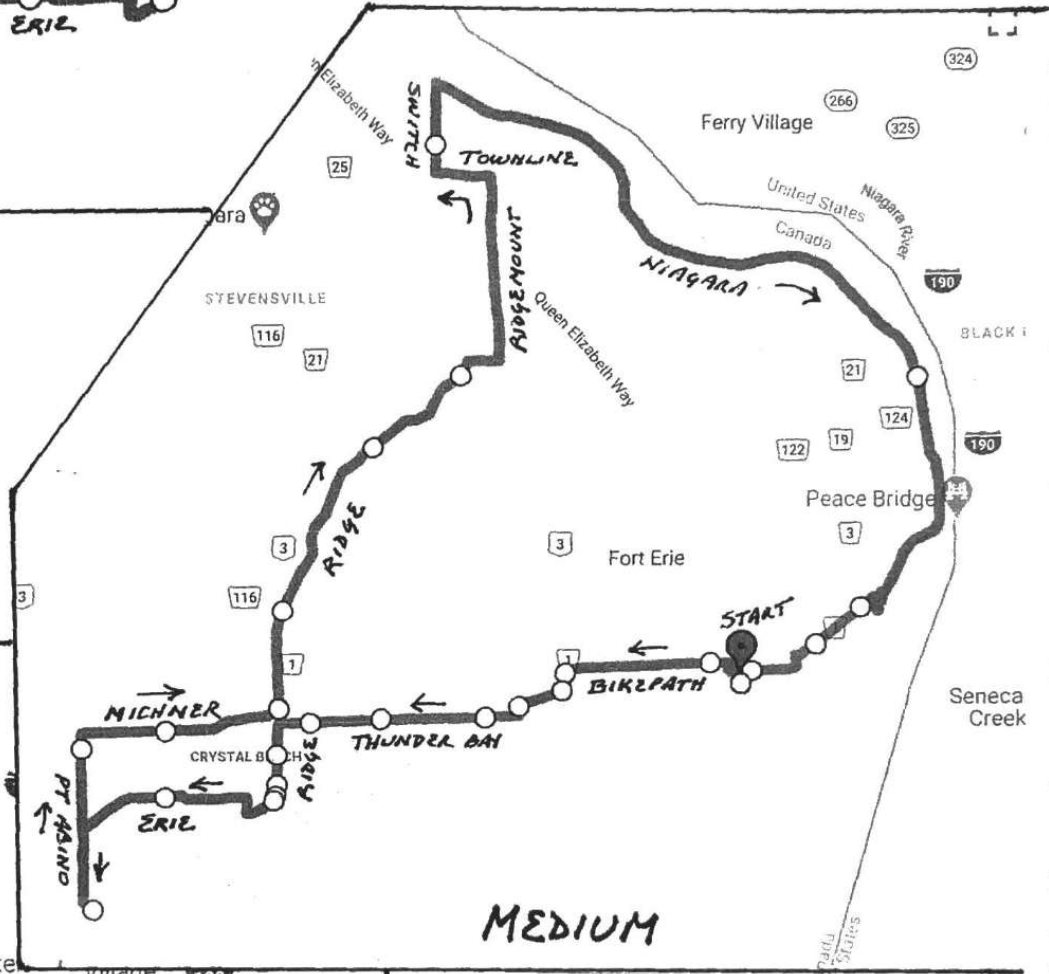 ERIE
324
n Elizabeth Way
266
Ferry Village
325
SMITH
TOWNLINE
25
United States
Niagara River
Canada
ara
RIDGEMOUNT
NIAGARA
190
STEVENSVILLE
Queen Elizabeth Way
116
21
BLACK
21
124
122
19
190
Peace Bridge
3
3
3
Fort Erie
RIDGE
3
116
START
1
1
BIKEPATH
Seneca
Creek
MICHNER
THUNDER BAY
CRYSTAL B CH
RIDGE
ERIE
PT ABINO
MEDIUM
nada
States